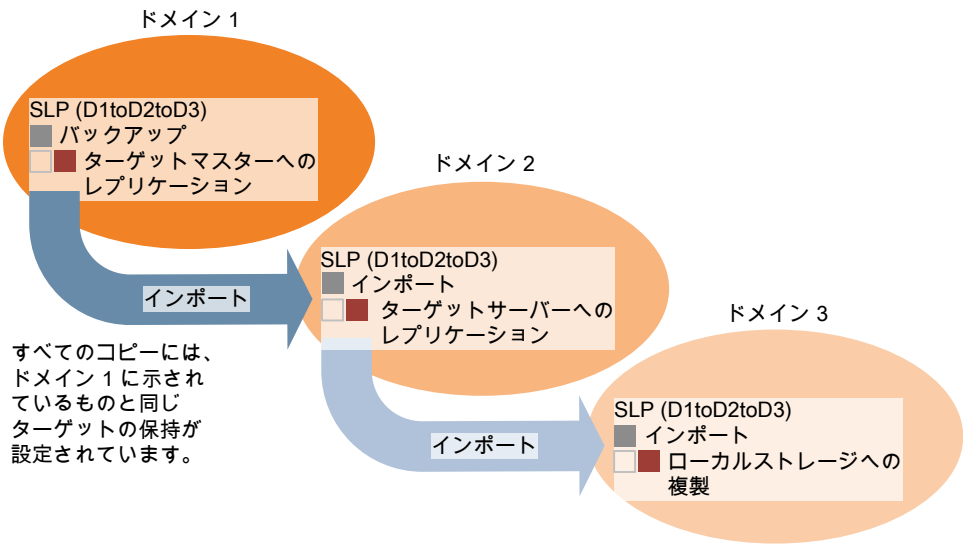 ドメイン 1
SLP (D1toD2toD3)
バックアップ
ターゲットマスターへの
レプリケーション
インポート
ドメイン 2
SLP (D1toD2toD3)
インポート
ターゲットサーバーへの
レプリケーション
インポート
ドメイン 3
SLP (D1toD2toD3)
インポート
ローカルストレージへの
複製
すべてのコピーには、
ドメイン 1 に示され
ているものと同じ
ターゲットの保持が
設定されています。